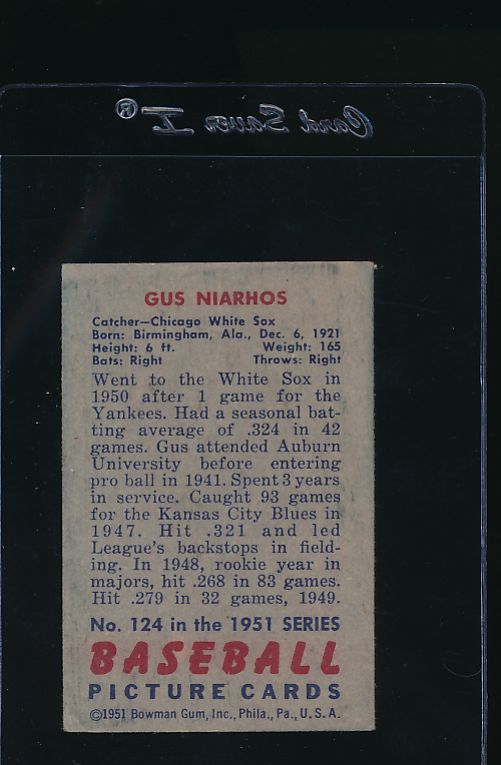 Card Saver I®
GUS NIARHOS
Catcher—Chicago White Sox
Born: Birmingham, Ala., Dec. 6, 1921
Height: 6 ft. Weight: 165
Bats: Right Throws: Right
Went to the White Sox in
1950 after 1 game for the
Yankees. Had a seasonal bat-
ting average of .324 in 42
games. Gus attended Auburn
University before entering
pro ball in 1941. Spent 3 years
in service. Caught 93 games
for the Kansas City Blues in
1947. Hit .321 and led
League's backstops in field-
ing. In 1948, rookie year in
majors, hit .268 in 83 games.
Hit .279 in 32 games, 1949.
No. 124 in the 1951 SERIES
BASEBALL
PICTURE CARDS
©1951 Bowman Gum, Inc., Phila., Pa., U. S. A.